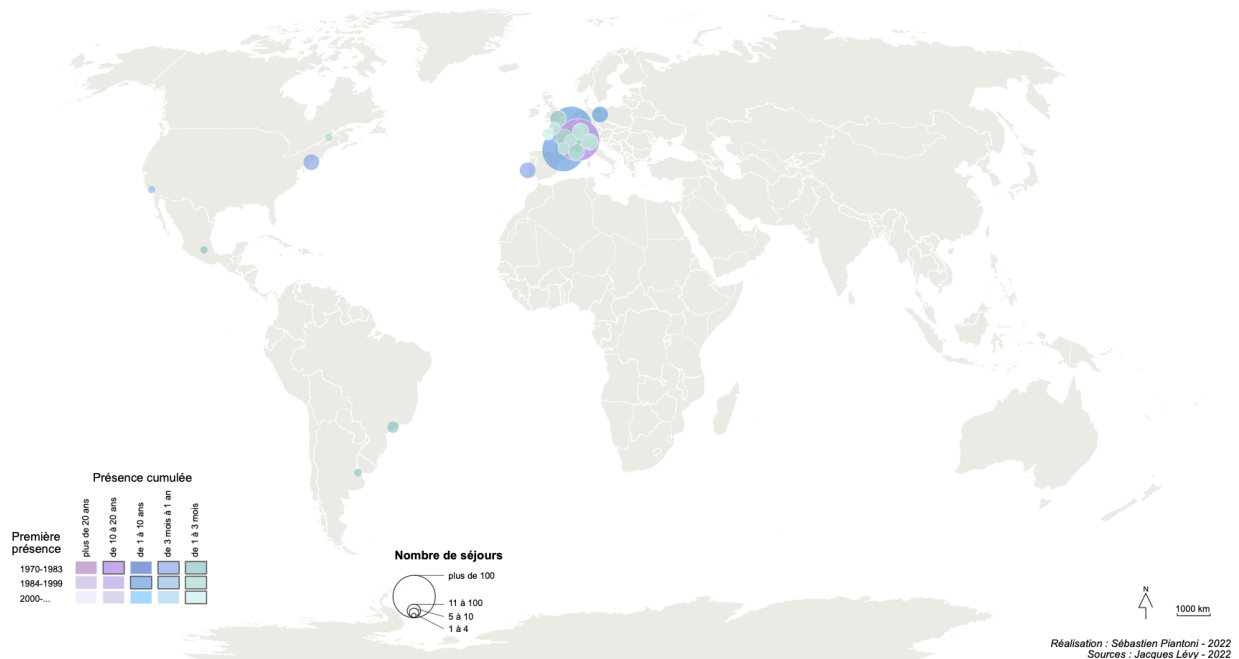 Présence cumulée
plus de 20 ans
de 10 à 20 ans
de 1 à 10 ans
de 3 mois à 1 an
de 1 à 3 mois
Première
présence
1970-1983
1984-1999
2000-...
Nombre de séjours
plus de 100
11 à 100
5 à 10
1 à 4
N
1000 km
Réalisation : Sébastien Piantoni - 2022
Sources : Jacques Lévy - 2022